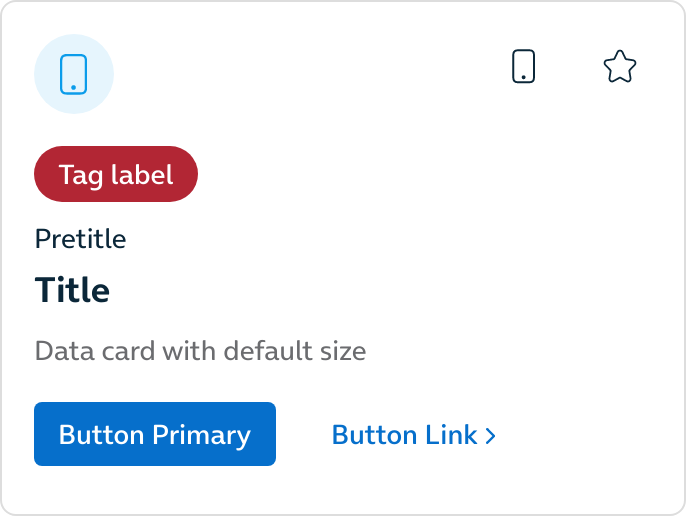 Tag label
Pretitle
Title
Data card with default size
Button Primary
Button Link